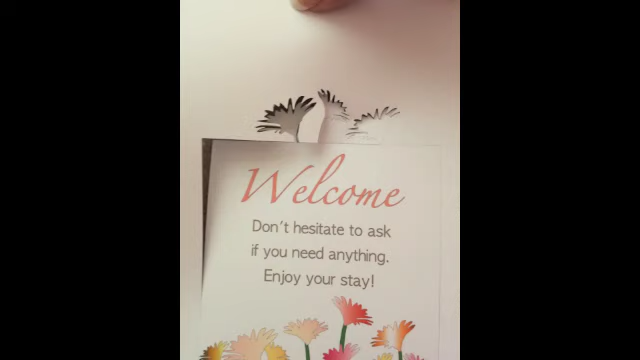 Welcome
Don't hesitate to ask
if you need anything.
Enjoy your stay!